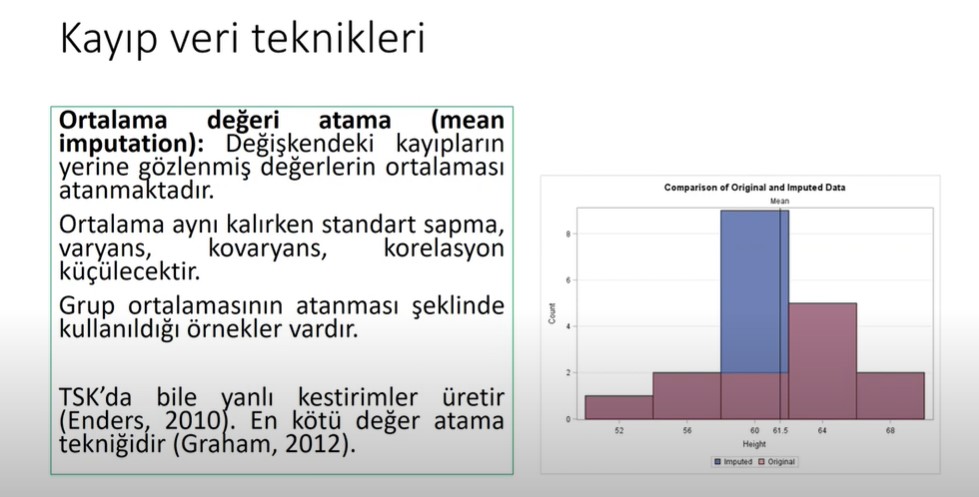 Kayıp veri teknikleri
Ortalama değeri atama (mean
imputation): Değişkendeki kayıpların
yerine gözlenmiş değerlerin ortalaması
atanmaktadır.
Ortalama aynı kalırken standart sapma,
varyans, kovaryans, korelasyon
küçülecektir.
Grup ortalamasının atanması şeklinde
kullanıldığı örnekler vardır.
TSK’da bile yanlı kestirimler üretir
(Enders, 2010). En kötü değer atama
tekniğidir (Graham, 2012).
Comparison of Original and Imputed Data
Mean
8
6
4
2
0
Count
52 56 60 61.5 64 68
Height
Imputed Original